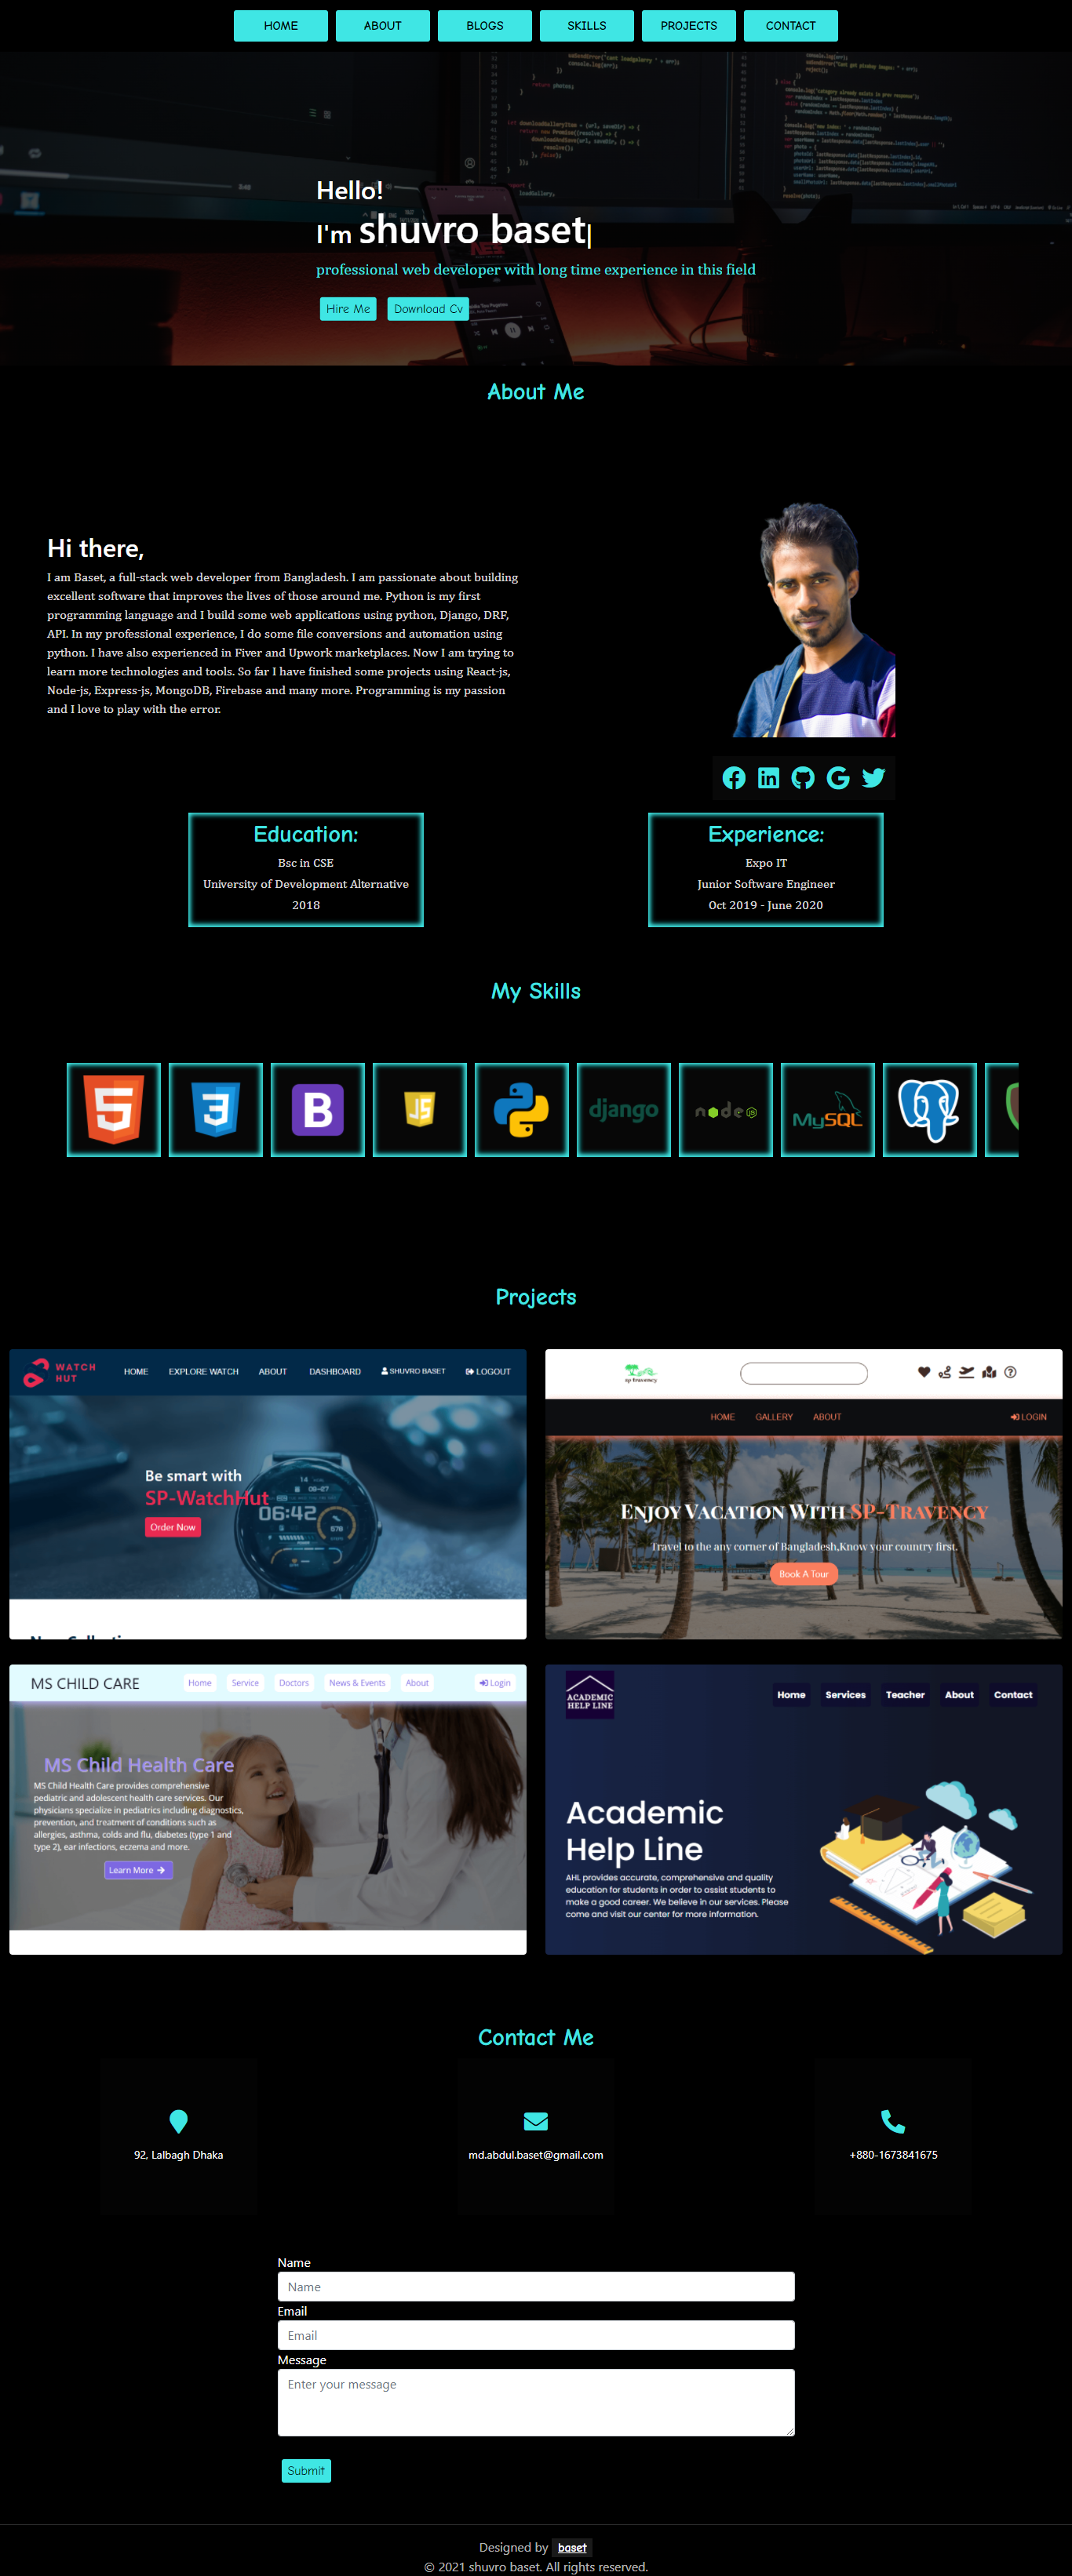 HOME ABOUT BLOGS SKILLS PROJECTS CONTACT
Hello!
I'm shuvro baset|
professional web developer with long time experience in this field
Hire Me Download Cv
About Me
Hi there,
I am Baset, a full-stack web developer from Bangladesh. I am passionate about building
excellent software that improves the lives of those around me. Python is my first
programming language and I build some web applications using python, Django, DRF,
API. In my professional experience, I do some file conversions and automation using
python. I have also experienced in Fiver and Upwork marketplaces. Now I am trying to
learn more technologies and tools. So far I have finished some projects using React-js,
Node-js, Express-js, MongoDB, Firebase and many more. Programming is my passion
and I love to play with the error.
Education:
Bsc in CSE
University of Development Alternative
2018
Experience:
Expo IT
Junior Software Engineer
Oct 2019 - June 2020
My Skills
5 3 B JS django node JS MySQL
Projects
WATCH HUT
HOME EXPLORE WATCH ABOUT DASHBOARD SHUVRO BASET LOGOUT
Be smart with
SP-WatchHut
06:42
Order Now
sp travency
HOME GALLERY ABOUT LOGIN
ENJOY VACATION WITH SP-TRAVENCY
Travel to the any corner of Bangladesh,Know your country first.
Book A Tour
MS CHILD CARE Home Service Doctors News & Events About Login
MS Child Health Care
MS Child Health Care provides comprehensive
pediatric and adolescent health care services. Our
physicians specialize in pediatrics including diagnostics,
prevention, and treatment of conditions such as
allergies, asthma, colds and flu, diabetes (type 1 and
type 2), ear infections, eczema and more.
Learn More
ACADEMIC
HELP LINE
Home Services Teacher About Contact
Academic
Help Line
AHL provides accurate, comprehensive and quality
education for students in order to assist students to
make a good career. We believe in our services. Please
come and visit our center for more information.
Contact Me
92, Lalbagh Dhaka
md.abdul.baset@gmail.com
+880-1673841675
Name
Name
Email
Email
Message
Enter your message
Submit
Designed by baset
© 2021 shuvro baset. All rights reserved.